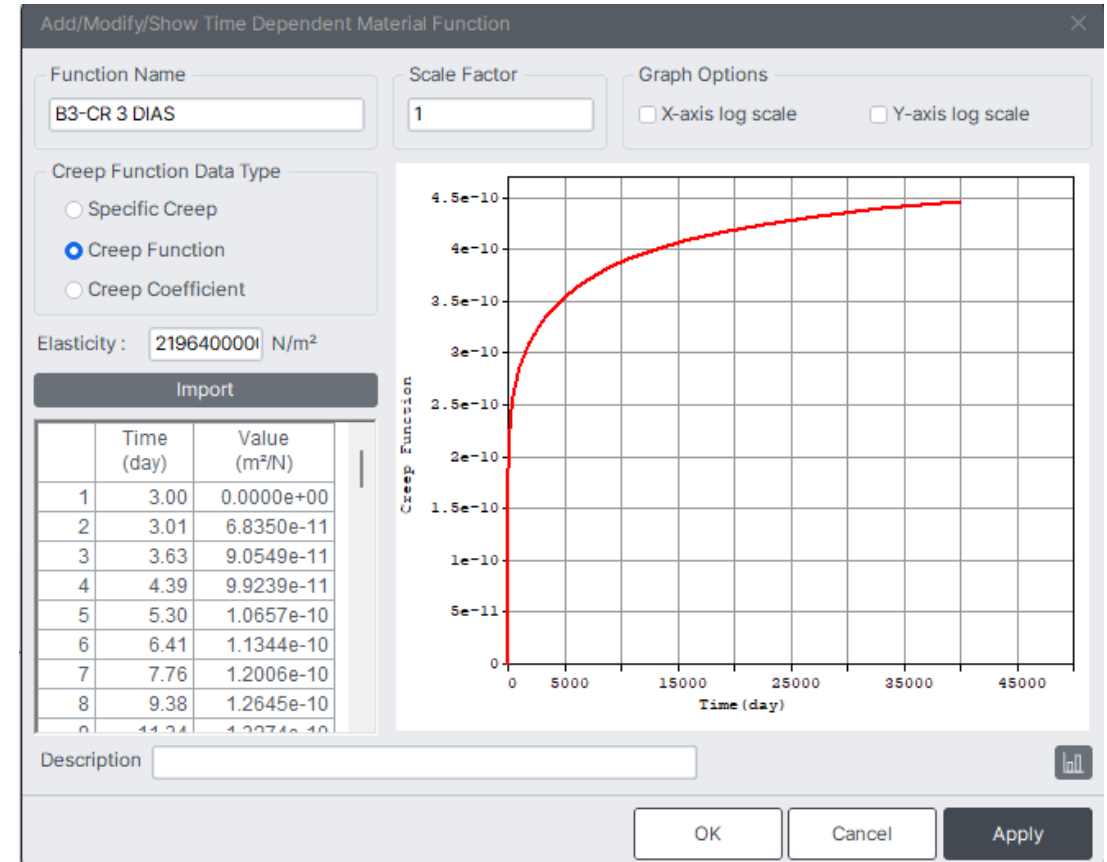 Add/Modify/Show Time Dependent Material Function
Function Name
B3-CR 3 DIAS
Scale Factor
1
Graph Options
X-axis log scale
Y-axis log scale
Creep Function Data Type
Specific Creep
Creep Function
Creep Coefficient
Elasticity : 2196400000 N/m²
Import
Time (day) Value (m²/N)
1 3.00 0.0000e+00
2 3.01 6.8350e-11
3 3.63 9.0549e-11
4 4.39 9.9239e-11
5 5.30 1.0657e-10
6 6.41 1.1344e-10
7 7.76 1.2006e-10
8 9.38 1.2645e-10
Creep Function
4.5e-10
4e-10
3.5e-10
3e-10
2.5e-10
2e-10
1.5e-10
1e-10
5e-11
0
0 5000 15000 25000 35000 45000
Time(day)
Description
OK Cancel Apply